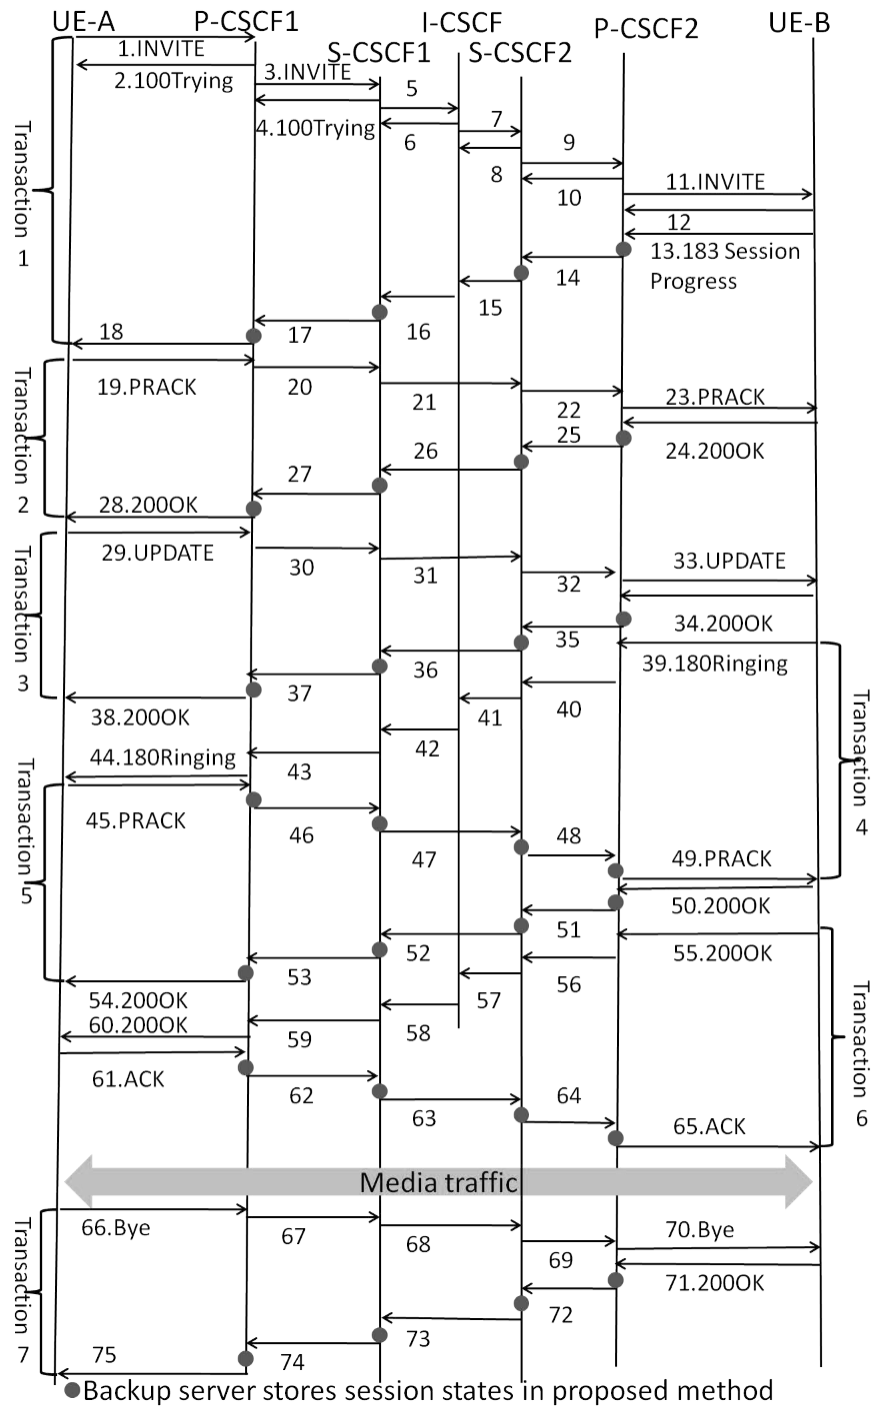 UE-A P-CSCF1 I-CSCF P-CSCF2 UE-B
S-CSCF1 S-CSCF2
1.INVITE
2.100Trying
3.INVITE
4.100Trying
5
6
7
8
9
10
11.INVITE
12
13.183 Session
Progress
14
15
16
17
18
Transaction 1
19.PRACK
20
21
22
23.PRACK
24.200OK
25
26
27
28.200OK
Transaction 2
29.UPDATE
30
31
32
33.UPDATE
34.200OK
35
36
37
38.200OK
Transaction 3
39.180Ringing
40
41
42
43
44.180Ringing
Transaction 4
45.PRACK
46
47
48
49.PRACK
50.200OK
51
52
53
54.200OK
Transaction 5
55.200OK
56
57
58
59
60.200OK
61.ACK
62
63
64
65.ACK
Transaction 6
Media traffic
66.Bye
67
68
69
70.Bye
71.200OK
72
73
74
75
Transaction 7
Backup server stores session states in proposed method